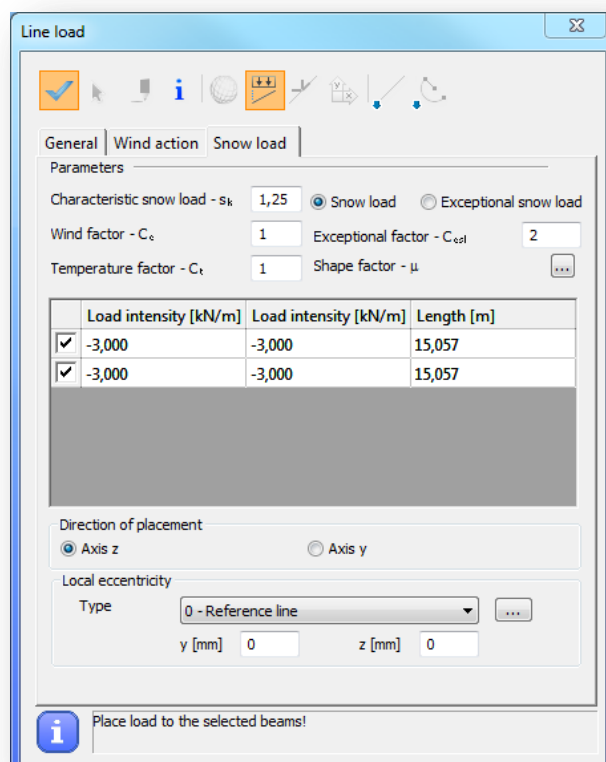 Line load
General Wind action Snow load
Parameters
Characteristic snow load - sk 1,25 Snow load Exceptional snow load
Wind factor - Ce 1 Exceptional factor - Cesl 2
Temperature factor - Ct 1 Shape factor - μ ...
Load intensity [kN/m] Load intensity [kN/m] Length [m]
-3,000 -3,000 15,057
-3,000 -3,000 15,057
Direction of placement
Axis z Axis y
Local eccentricity
Type 0 - Reference line ...
y [mm] 0 z [mm] 0
Place load to the selected beams!